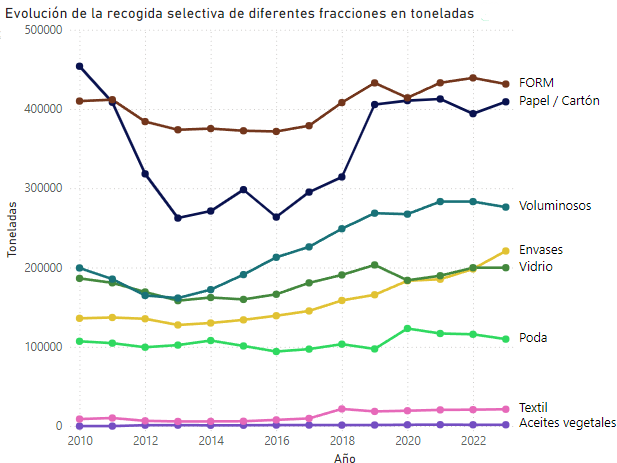 Evolución de la recogida selectiva de diferentes fracciones en toneladas
500000
400000
300000
200000
100000
0
Toneladas
FORM
Papel / Cartón
Voluminosos
Envases
Vidrio
Poda
Textil
Aceites vegetales
2010 2012 2014 2016 2018 2020 2022
Año